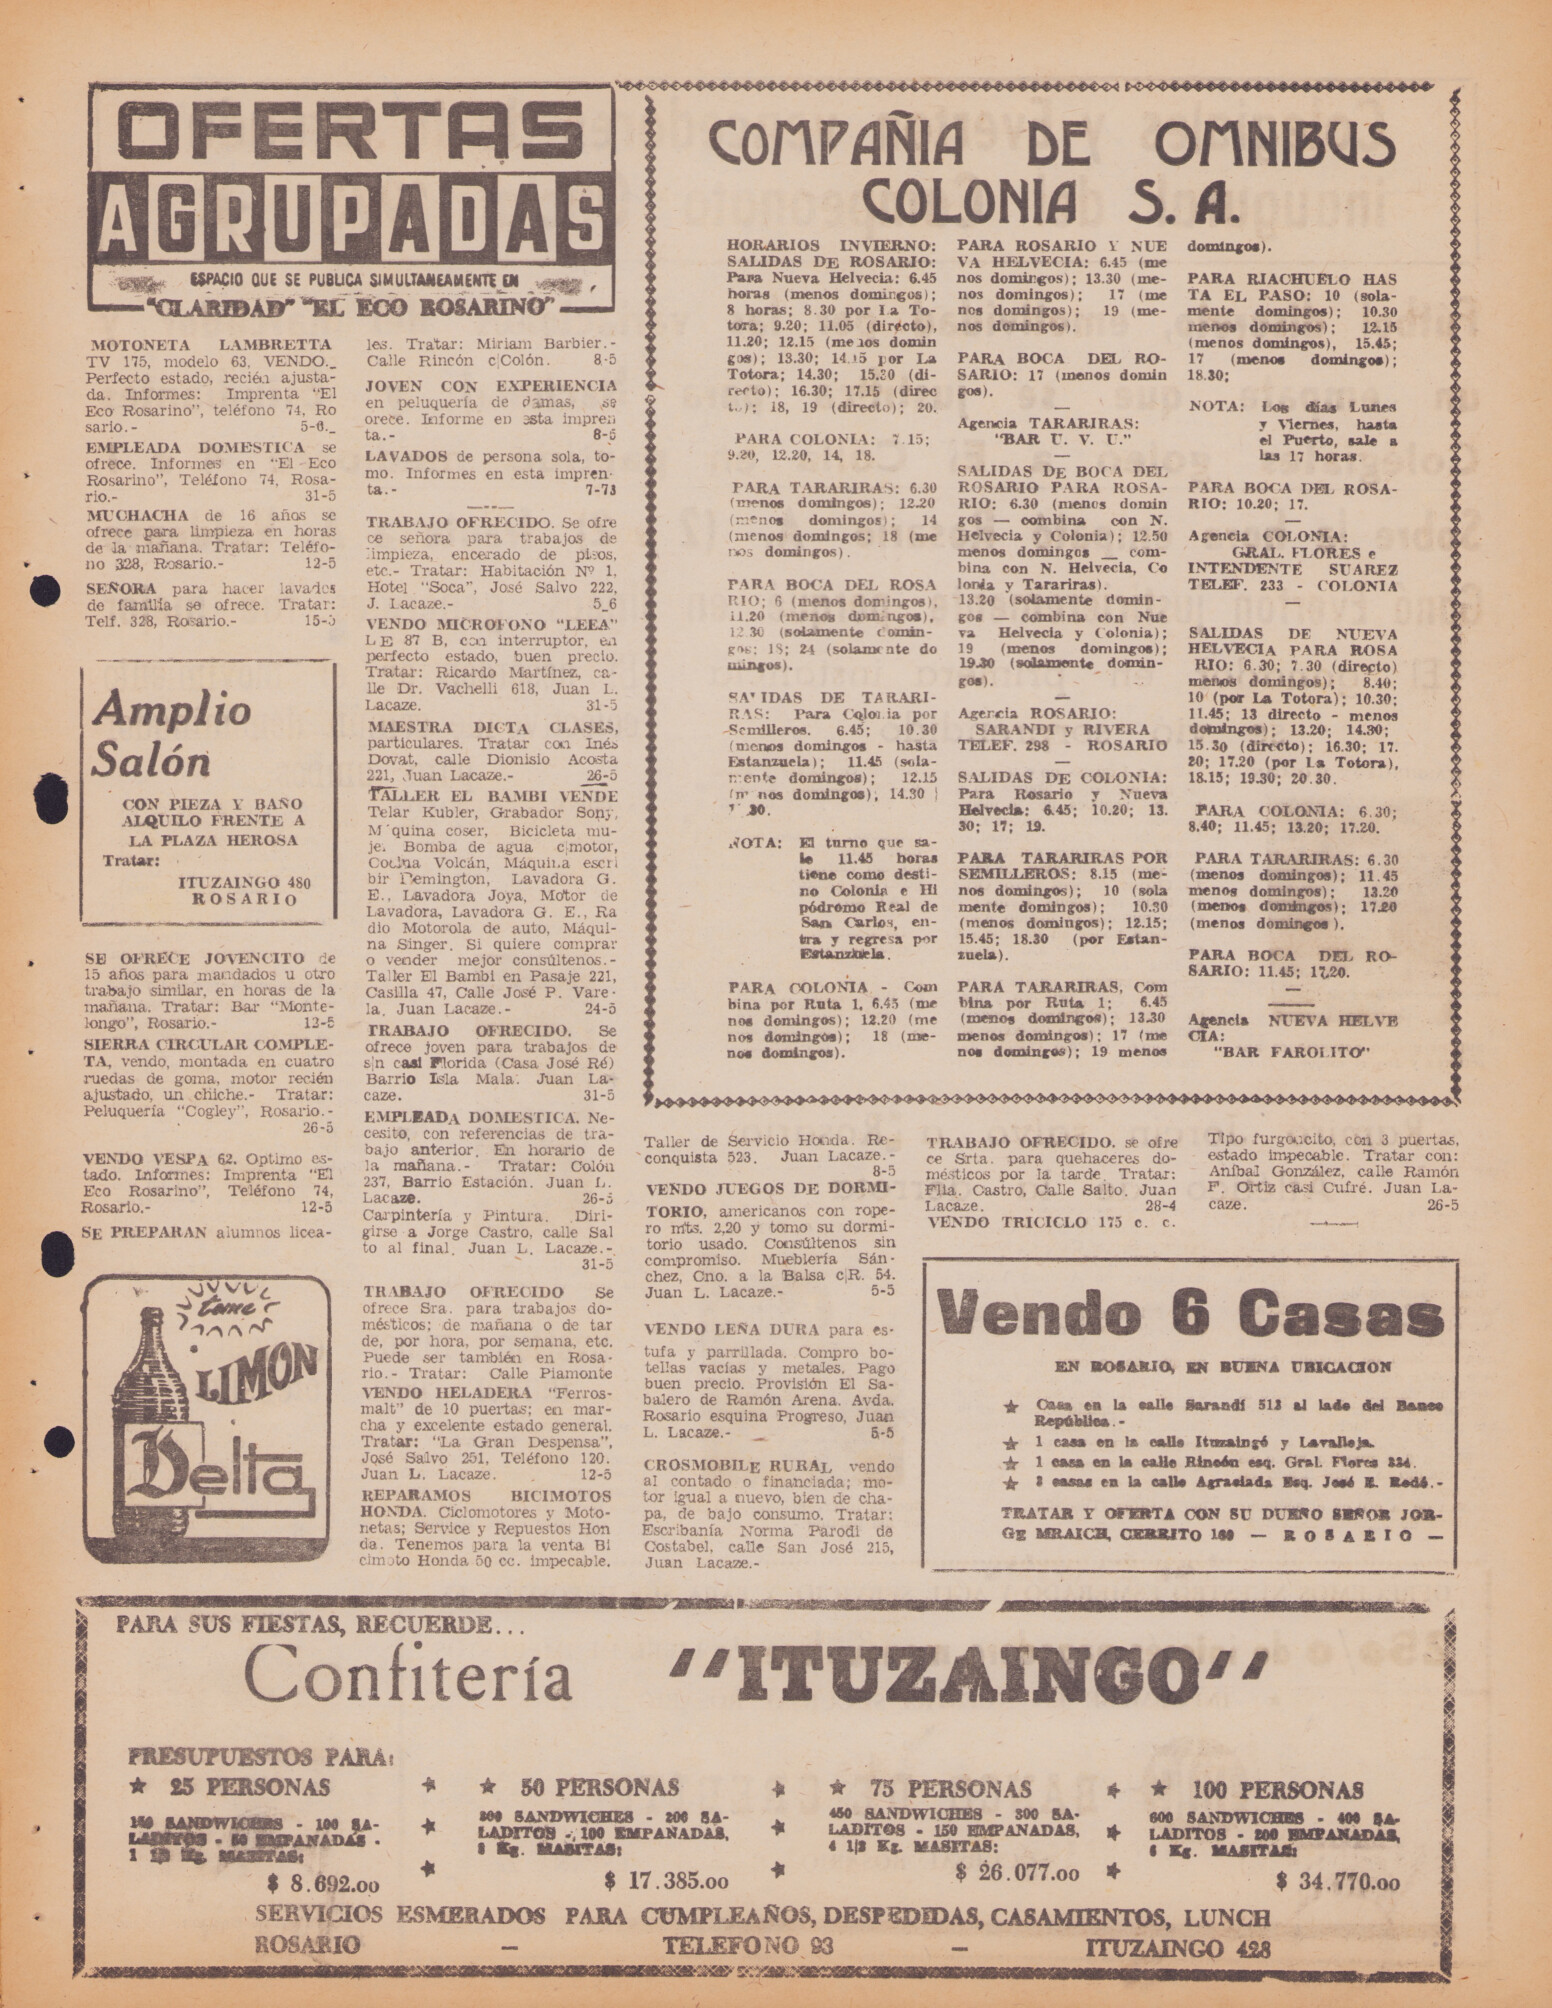 OFERTAS
AGRUPADAS
ESPACIO QUE SE PUBLICA SIMULTANEAMENTE EN
"CLARIDAD" "EL ECO ROSARINO"
MOTONETA LAMBRETTA
TV 175, modelo 63, VENDO._
Perfecto estado, recién ajusta-
da. Informes: Imprenta "El
Eco Rosarino", teléfono 74, Ro
sario.- 5-6._
EMPLEADA DOMESTICA se
ofrece. Informes en "El Eco
Rosarino", Teléfono 74, Rosa-
rio.- 31-5
MUCHACHA de 16 años se
ofrece para limpieza en horas
de la mañana. Tratar: Teléfo-
no 328, Rosario.- 12-5
SEÑORA para hacer lavados
de familia se ofrece. Tratar:
Telf. 328, Rosario.- 15-5
Amplio
Salón
CON PIEZA Y BAÑO
ALQUILO FRENTE A
LA PLAZA HEROSA
Tratar:
ITUZAINGO 480
ROSARIO
SE OFRECE JOVENCITO de
15 años para mandados u otro
trabajo similar, en horas de la
mañana. Tratar: Bar "Monte-
longo", Rosario.- 12-5
SIERRA CIRCULAR COMPLE-
TA, vendo, montada en cuatro
ruedas de goma, motor recién
ajustado, un chiche.- Tratar:
Peluquería "Cogley", Rosario.-
26-5
VENDO VESPA 62. Optimo es-
tado. Informes: Imprenta "El
Eco Rosarino", Teléfono 74,
Rosario.- 12-5
SE PREPARAN alumnos licea-
tome
LIMON
Delta
les. Tratar: Miriam Barbier.-
Calle Rincón c|Colón. 8-5
JOVEN CON EXPERIENCIA
en peluquería de damas, se
orece. Informe en esta impren
ta.- 8-5
LAVADOS de persona sola, to-
mo. Informes en esta impren-
ta.- 7-73
TRABAJO OFRECIDO. Se ofre
ce señora para trabajos de
limpieza, encerado de pisos,
etc.- Tratar: Habitación Nº 1,
Hotel "Soca", José Salvo 222,
J. Lacaze.- 5_6
VENDO MICROFONO "LEEA"
LE 87 B, con interruptor, en
perfecto estado, buen precio.
Tratar: Ricardo Martínez, ca-
lle Dr. Vachelli 618, Juan L.
Lacaze. 31-5
MAESTRA DICTA CLASES,
particulares. Tratar con Inés
Dovat, calle Dionisio Acosta
221, Juan Lacaze.- 26-5
TALLER EL BAMBI VENDE
Telar Kubler, Grabador Sony,
M quina coser, Bicicleta mu-
je. Bomba de agua c|motor,
Cocina Volcán, Máquina escri
bir Remington, Lavadora G.
E., Lavadora Joya, Motor de
Lavadora, Lavadora G. E., Ra
dio Motorola de auto, Máqui-
na Singer. Si quiere comprar
o vender mejor consúltenos.-
Taller El Bambi en Pasaje 221,
Casilla 47, Calle José P. Vare-
la, Juan Lacaze.- 24-5
TRABAJO OFRECIDO. Se
ofrece joven para trabajos de
s|n casi Florida (Casa José Ré)
Barrio Isla Mala. Juan La-
caze. 31-5
EMPLEADA DOMESTICA. Ne-
cesito, con referencias de tra-
bajo anterior. En horario de
la mañana.- Tratar: Colón
237, Barrio Estación. Juan L.
Lacaze. 26-5
Carpintería y Pintura. Diri-
girse a Jorge Castro, calle Sal
to al final, Juan L. Lacaze.-
31-5
TRABAJO OFRECIDO Se
ofrece Sra. para trabajos do-
mésticos; de mañana o de tar
de, por hora, por semana, etc.
Puede ser también en Rosa-
rio.- Tratar: Calle Piamonte
VENDO HELADERA "Ferros-
malt" de 10 puertas; en mar-
cha y excelente estado general.
Tratar: "La Gran Despensa",
José Salvo 251, Teléfono 120.
Juan L. Lacaze. 12-5
REPARAMOS BICIMOTOS
HONDA. Ciclomotores y Moto-
netas; Service y Repuestos Hon
da. Tenemos para la venta Bi
cimoto Honda 50 cc. impecable.
COMPAÑIA DE OMNIBUS
COLONIA S. A.
HORARIOS INVIERNO:
SALIDAS DE ROSARIO:
Para Nueva Helvecia: 6.45
horas (menos domingos);
8 horas; 8.30 por La To-
tora; 9.20; 11.05 (directo),
11.20; 12.15 (menos domin
gos); 13.30; 14.15 por La
Totora; 14.30; 15.30 (di-
recto); 16.30; 17.15 (direc
to); 18, 19 (directo); 20.
PARA COLONIA: 7.15;
9.20, 12.20, 14, 18.
PARA TARARIRAS: 6.30
(menos domingos); 12.20
(menos domingos); 14
(menos domingos; 18 (me
nos domingos).
PARA BOCA DEL ROSA
RIO; 6 (menos domingos),
11.20 (menos domingos),
12.30 (solamente domin-
gos; 18; 24 (solamente do
mingos).
SALIDAS DE TARARI-
RAS: Para Colonia por
Semilleros. 6.45; 10.30
(menos domingos - hasta
Estanzuela); 11.45 (sola-
mente domingos); 12.15
(menos domingos), 14.30
NOTA: El turno que sa-
le 11.45 horas
tiene como desti-
no Colonia e Hi
pódromo Real de
San Carlos, en-
tra y regresa por
Estanzuela.
PARA COLONIA - Com
bina por Ruta 1, 6.45 (me
nos domingos); 12.20 (me
nos domingos); 18 (me-
nos domingos).
PARA ROSARIO Y NUE
VA HELVECIA: 6.45 (me
nos domingos); 13.30 (me-
nos domingos); 17 (me
nos domingos); 19 (me-
nos domingos).
PARA BOCA DEL RO-
SARIO: 17 (menos domin
gos).
Agencia TARARIRAS:
"BAR U. V. U."
SALIDAS DE BOCA DEL
ROSARIO PARA ROSA-
RIO: 6.30 (menos domin
gos — combina con N.
Helvecia y Colonia); 12.50
menos domingos _ com-
bina con N. Helvecia, Co
lonia y Tarariras).
13.20 (solamente domin-
gos — combina con Nue
va Helvecia y Colonia);
19 (menos domingos);
19.30 (solamente domin-
gos).
Agencia ROSARIO:
SARANDI y RIVERA
TELEF. 298 - ROSARIO
SALIDAS DE COLONIA:
Para Rosario y Nueva
Helvecia: 6.45; 10.20; 13.
30; 17; 19.
PARA TARARIRAS POR
SEMILLEROS: 8.15 (me-
nos domingos); 10 (sola
mente domingos); 10.30
(menos domingos); 12.15;
15.45; 18.30 (por Estan-
zuela).
PARA TARARIRAS, Com
bina por Ruta 1; 6.45
(menos domingos); 13.30
menos domingos); 17 (me
nos domingos); 19 menos
domingos).
PARA RIACHUELO HAS
TA EL PASO: 10 (sola-
mente domingos); 10.30
menos domingos); 12.15
(menos domingos), 15.45;
17 (menos domingos);
18.30;
NOTA: Los días Lunes
y Viernes, hasta
el Puerto, sale a
las 17 horas.
PARA BOCA DEL ROSA-
RIO: 10.20; 17.
Agencia COLONIA:
GRAL. FLORES e
INTENDENTE SUAREZ
TELEF. 233 - COLONIA
SALIDAS DE NUEVA
HELVECIA PARA ROSA
RIO: 6.30; 7.30 (directo)
menos domingos); 8.40;
10 (por La Totora); 10.30;
11.45; 13 directo - menos
domingos); 13.20; 14.30;
15.30 (directo); 16.30; 17.
20; 17.20 (por La Totora),
18.15; 19.30; 20.30.
PARA COLONIA: 6.30;
8.40; 11.45; 13.20; 17.20.
PARA TARARIRAS: 6.30
(menos domingos); 11.45
menos domingos); 13.20
(menos domingos); 17.20
(menos domingos ).
PARA BOCA DEL RO-
SARIO: 11.45; 17.20.
Agencia NUEVA HELVE
CIA:
"BAR FAROLITO"
Taller de Servicio Honda. Re-
conquista 523. Juan Lacaze.-
8-5
VENDO JUEGOS DE DORMI-
TORIO, americanos con rope-
ro mts. 2,20 y tomo su dormi-
torio usado. Consúltenos sin
compromiso. Mueblería Sán-
chez, Cno. a la Balsa c|R. 54.
Juan L. Lacaze.- 5-5
VENDO LEÑA DURA para es-
tufa y parrillada. Compro bo-
tellas vacías y metales. Pago
buen precio. Provisión El Sa-
balero de Ramón Arena. Avda.
Rosario esquina Progreso, Juan
L. Lacaze.- 5-5
CROSMOBILE RURAL vendo
al contado o financiada; mo-
tor igual a nuevo, bien de cha-
pa, de bajo consumo. Tratar:
Escribanía Norma Parodi de
Costabel, calle San José 215,
Juan Lacaze.-
TRABAJO OFRECIDO. se ofre
ce Srta. para quehaceres do-
mésticos por la tarde. Tratar:
Flia. Castro, Calle Salto. Juan
Lacaze. 28-4
VENDO TRICICLO 175 c. c.
Tipo furgoncito, con 3 puertas,
estado impecable. Tratar con:
Aníbal González, calle Ramón
F. Ortiz casi Cufré. Juan La-
caze. 26-5
Vendo 6 Casas
EN ROSARIO, EN BUENA UBICACION
★ Casa en la calle Sarandí 513 al lado del Banco
República.-
★ 1 casa en la calle Ituzaingó y Lavalleja.
★ 1 casa en la calle Rincón esq. Gral. Flores 334.
★ 3 casas en la calle Agraciada Esq. José E. Rodó.-
TRATAR Y OFERTA CON SU DUEÑO SEÑOR JOR-
GE MRAICH, CERRITO 160 — ROSARIO —
PARA SUS FIESTAS, RECUERDE...
Confitería "ITUZAINGO"
PRESUPUESTOS PARA:
★ 25 PERSONAS ★ ★ 50 PERSONAS ★ ★ 75 PERSONAS ★ ★ 100 PERSONAS
150 SANDWICHES - 100 SA-
LADITOS - 50 EMPANADAS -
1 1|2 Kg. MASITAS:
$ 8.692.00
300 SANDWICHES - 200 SA-
LADITOS - 100 EMPANADAS,
3 Kg. MASITAS:
$ 17.385.00
450 SANDWICHES - 300 SA-
LADITOS - 150 EMPANADAS,
4 1|2 Kg. MASITAS:
$ 26.077.00
600 SANDWICHES - 400 SA-
LADITOS - 200 EMPANADAS,
6 Kg. MASITAS:
$ 34.770.00
SERVICIOS ESMERADOS PARA CUMPLEAÑOS, DESPEDIDAS, CASAMIENTOS, LUNCH
ROSARIO — TELEFONO 93 — ITUZAINGO 428